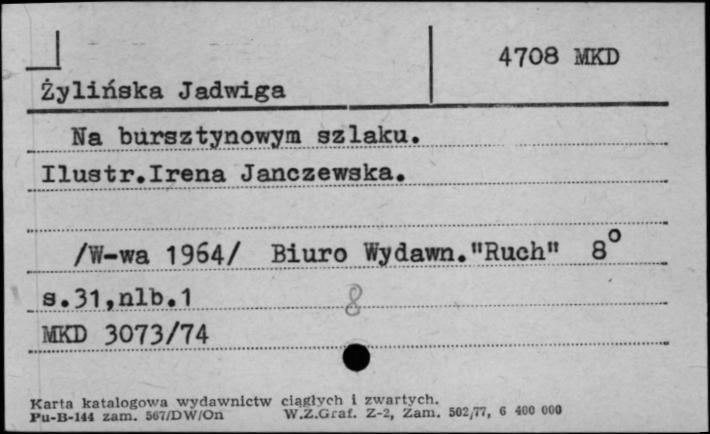 4708 MKD
Żylińska Jadwiga
Na bursztynowym szlaku.
Ilustr.Irena Janczewska.
/W-wa 1964/ Biuro Wydawn."Ruch" 8°
s.31,nlb.1 8
MKD 3073/74
Karta katalogowa wydawnictw ciągłych i zwartych.
Pu-B-144 zam. 567/DW/On W.Z.Graf. Z-2, Zam. 502/77, 6 400 000